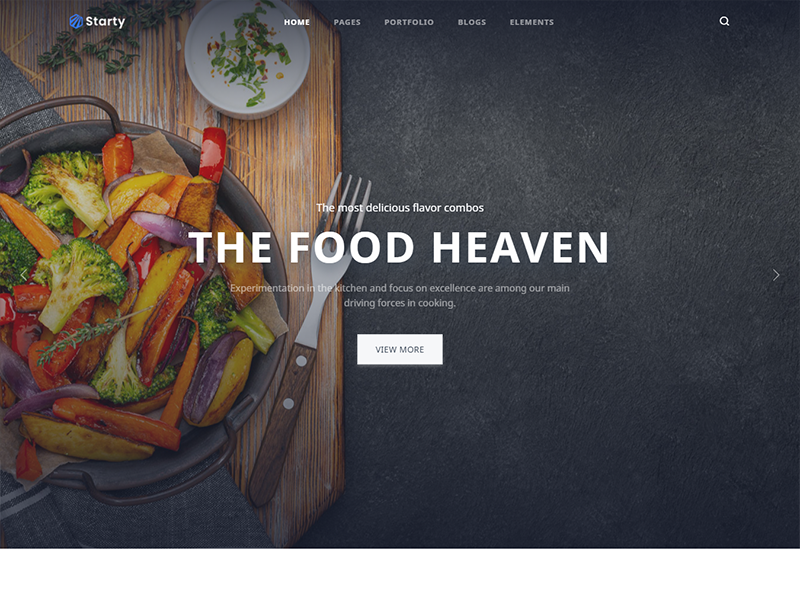 Starty
HOME
PAGES
PORTFOLIO
BLOGS
ELEMENTS
The most delicious flavor combos
THE FOOD HEAVEN
Experimentation in the kitchen and focus on excellence are among our main
driving forces in cooking.
VIEW MORE